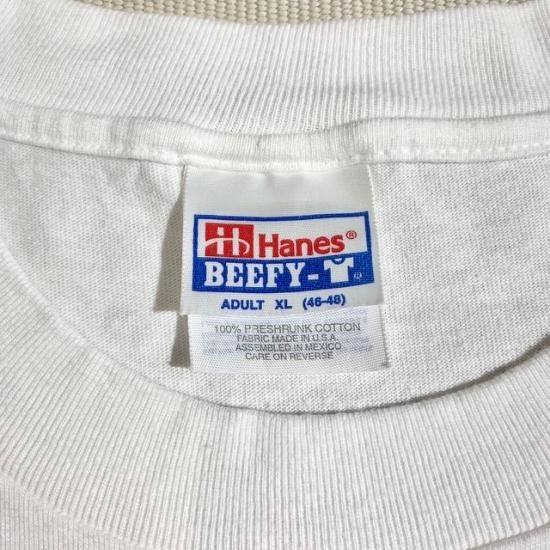 Hanes®
BEEFY-T®
ADULT XL (46-48)
100% PRESHRUNK COTTON
FABRIC MADE IN U.S.A.
ASSEMBLED IN MEXICO
CARE ON REVERSE